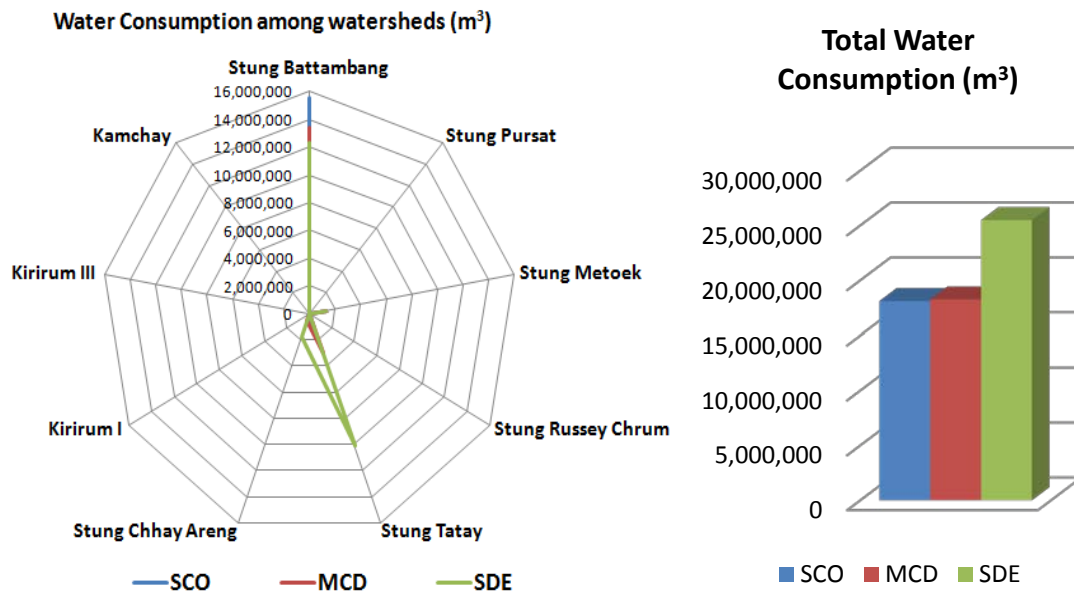 Water Consumption among watersheds (m³)
Stung Battambang
16,000,000
14,000,000
12,000,000
10,000,000
8,000,000
6,000,000
4,000,000
2,000,000
0
Kamchay
Stung Pursat
Kirirum III
Stung Metoek
Kirirum I
Stung Russey Chrum
Stung Chhay Areng
Stung Tatay
SCO MCD SDE
Total Water
Consumption (m³)
30,000,000
25,000,000
20,000,000
15,000,000
10,000,000
5,000,000
0
SCO MCD SDE